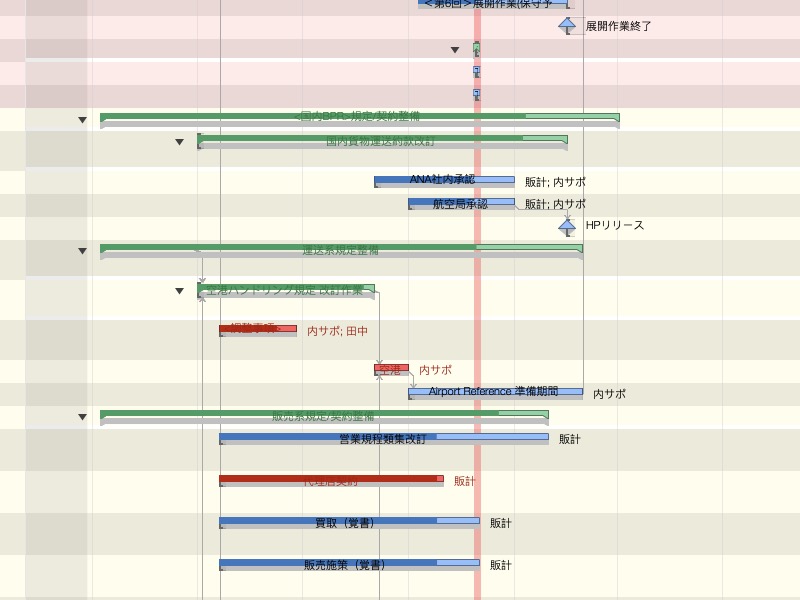 <第6回>展開作業(保守予
展開作業終了
<国内BPR>規定/契約整備
国内貨物運送約款改訂
ANA社内承認 販計; 内サポ
航空局承認 販計; 内サポ
HPリリース
運送系規定整備
空港ハンドリング規定 改訂作業
<調整事項> 内サポ; 田中
空港 内サポ
Airport Reference 準備期間 内サポ
販売系規定/契約整備
営業規程類集改訂 販計
代理店契約 販計
買取（覚書） 販計
販売施策（覚書） 販計